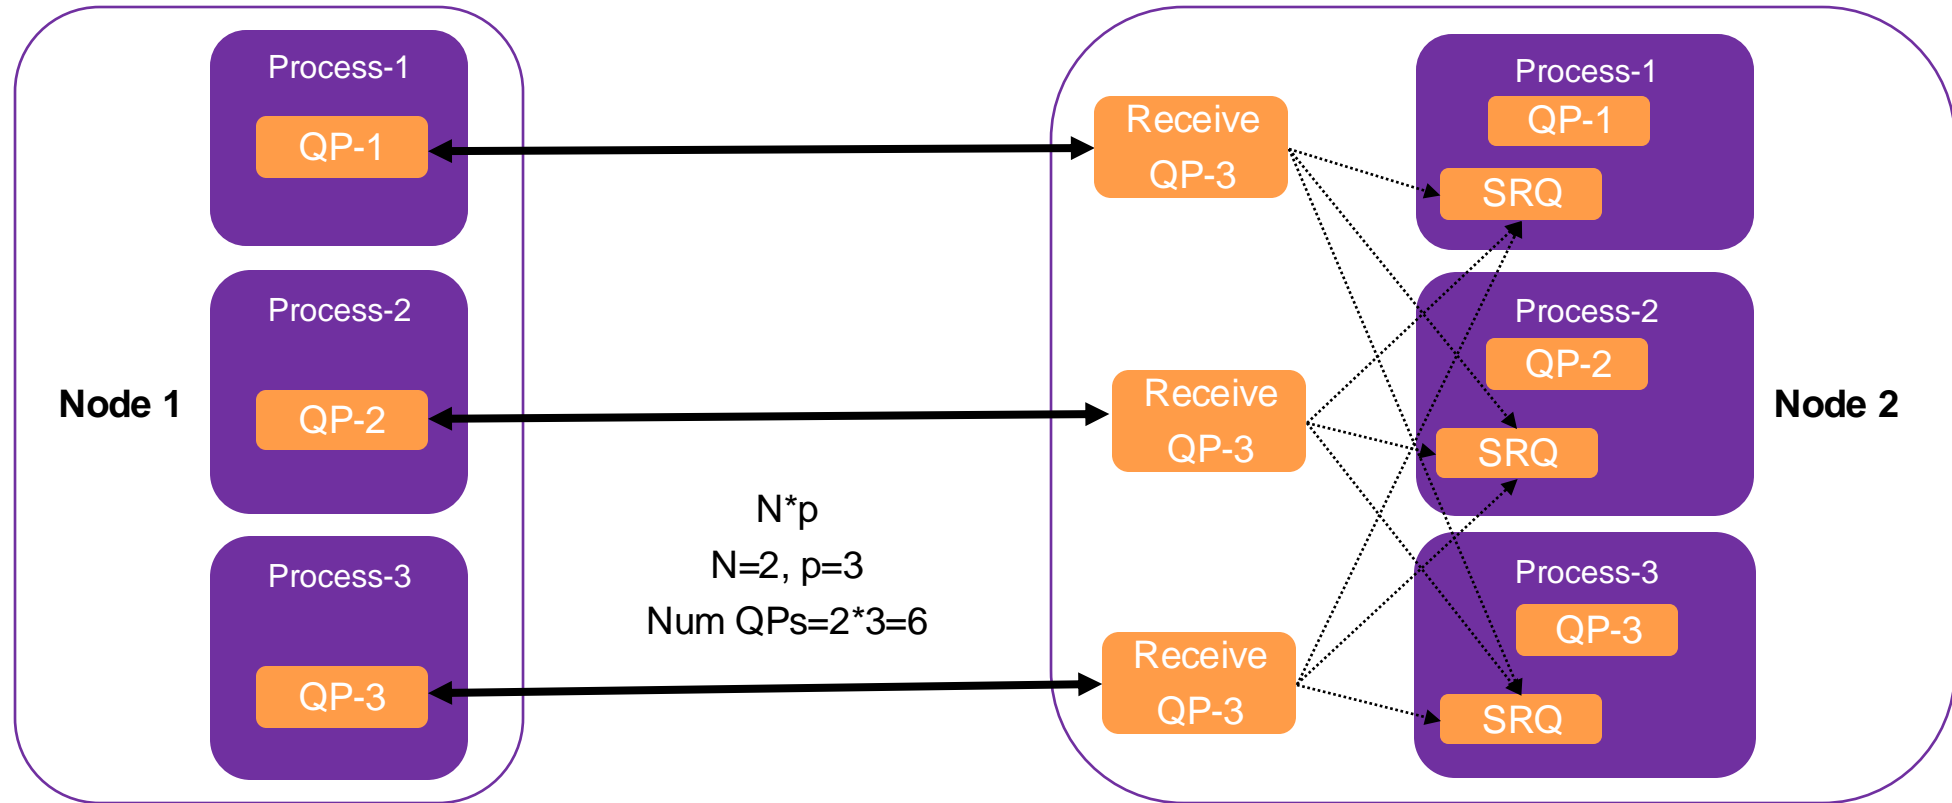 Node 1
Process-1
QP-1
Process-2
QP-2
Process-3
QP-3
N*p
N=2, p=3
Num QPs=2*3=6
Receive
QP-3
Receive
QP-3
Receive
QP-3
Process-1
QP-1
SRQ
Process-2
QP-2
SRQ
Process-3
QP-3
SRQ
Node 2